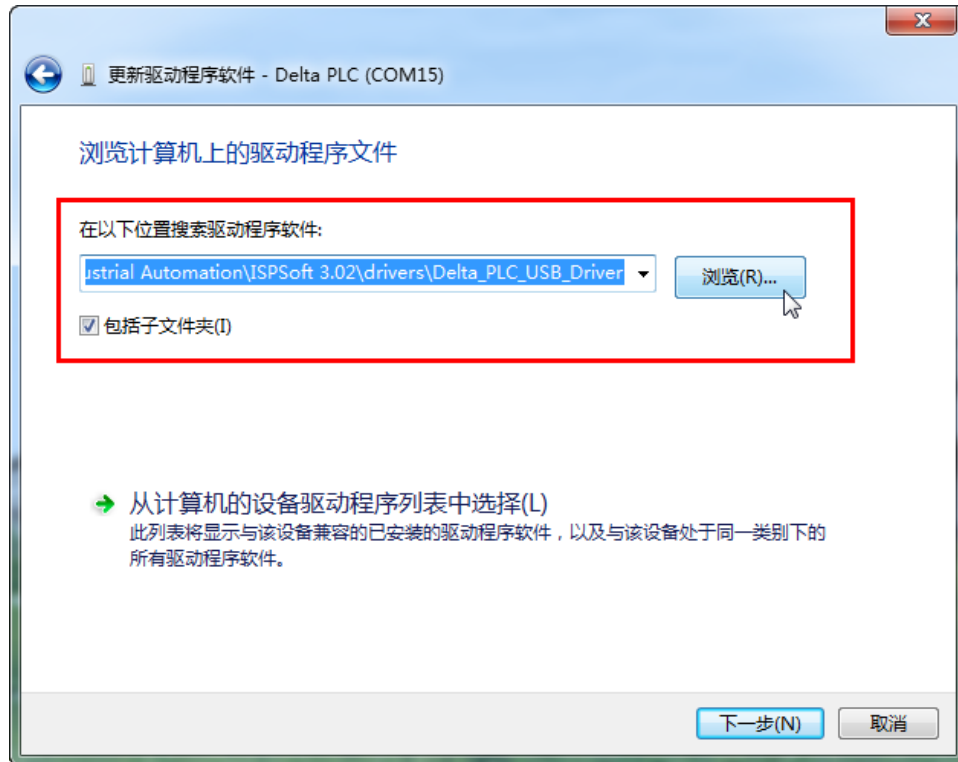 更新驱动程序软件 - Delta PLC (COM15)
浏览计算机上的驱动程序文件
在以下位置搜索驱动程序软件:
ustrial Automation\ISPSoft 3.02\drivers\Delta_PLC_USB_Driver
浏览(R)...
包括子文件夹(I)
从计算机的设备驱动程序列表中选择(L)
此列表将显示与该设备兼容的已安装的驱动程序软件，以及与该设备处于同一类别下的
所有驱动程序软件。
下一步(N)
取消